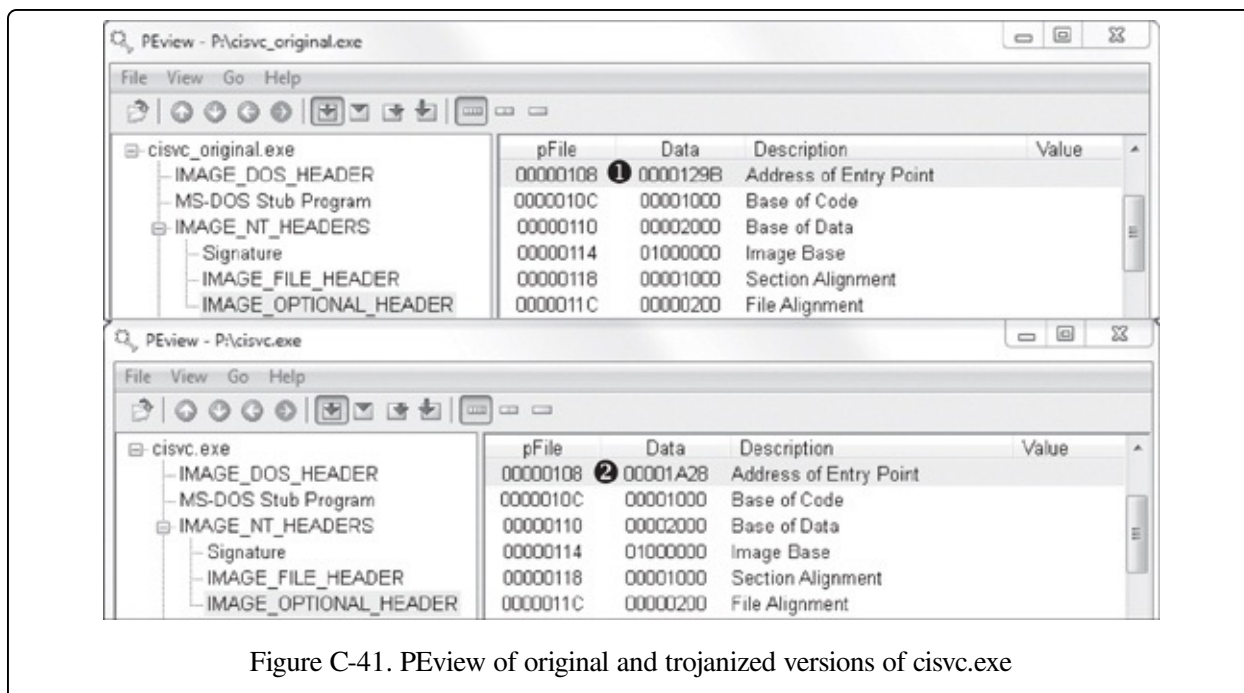 PEview - P:\cisvc_original.exe
File View Go Help
cisvc_original.exe
IMAGE_DOS_HEADER
MS-DOS Stub Program
IMAGE_NT_HEADERS
Signature
IMAGE_FILE_HEADER
IMAGE_OPTIONAL_HEADER
pFile Data Description Value
00000108 ❶ 0000129B Address of Entry Point
0000010C 00001000 Base of Code
00000110 00002000 Base of Data
00000114 01000000 Image Base
00000118 00001000 Section Alignment
0000011C 00000200 File Alignment
PEview - P:\cisvc.exe
File View Go Help
cisvc.exe
IMAGE_DOS_HEADER
MS-DOS Stub Program
IMAGE_NT_HEADERS
Signature
IMAGE_FILE_HEADER
IMAGE_OPTIONAL_HEADER
pFile Data Description Value
00000108 ❷ 00001A28 Address of Entry Point
0000010C 00001000 Base of Code
00000110 00002000 Base of Data
00000114 01000000 Image Base
00000118 00001000 Section Alignment
0000011C 00000200 File Alignment
Figure C-41. PEview of original and trojanized versions of cisvc.exe